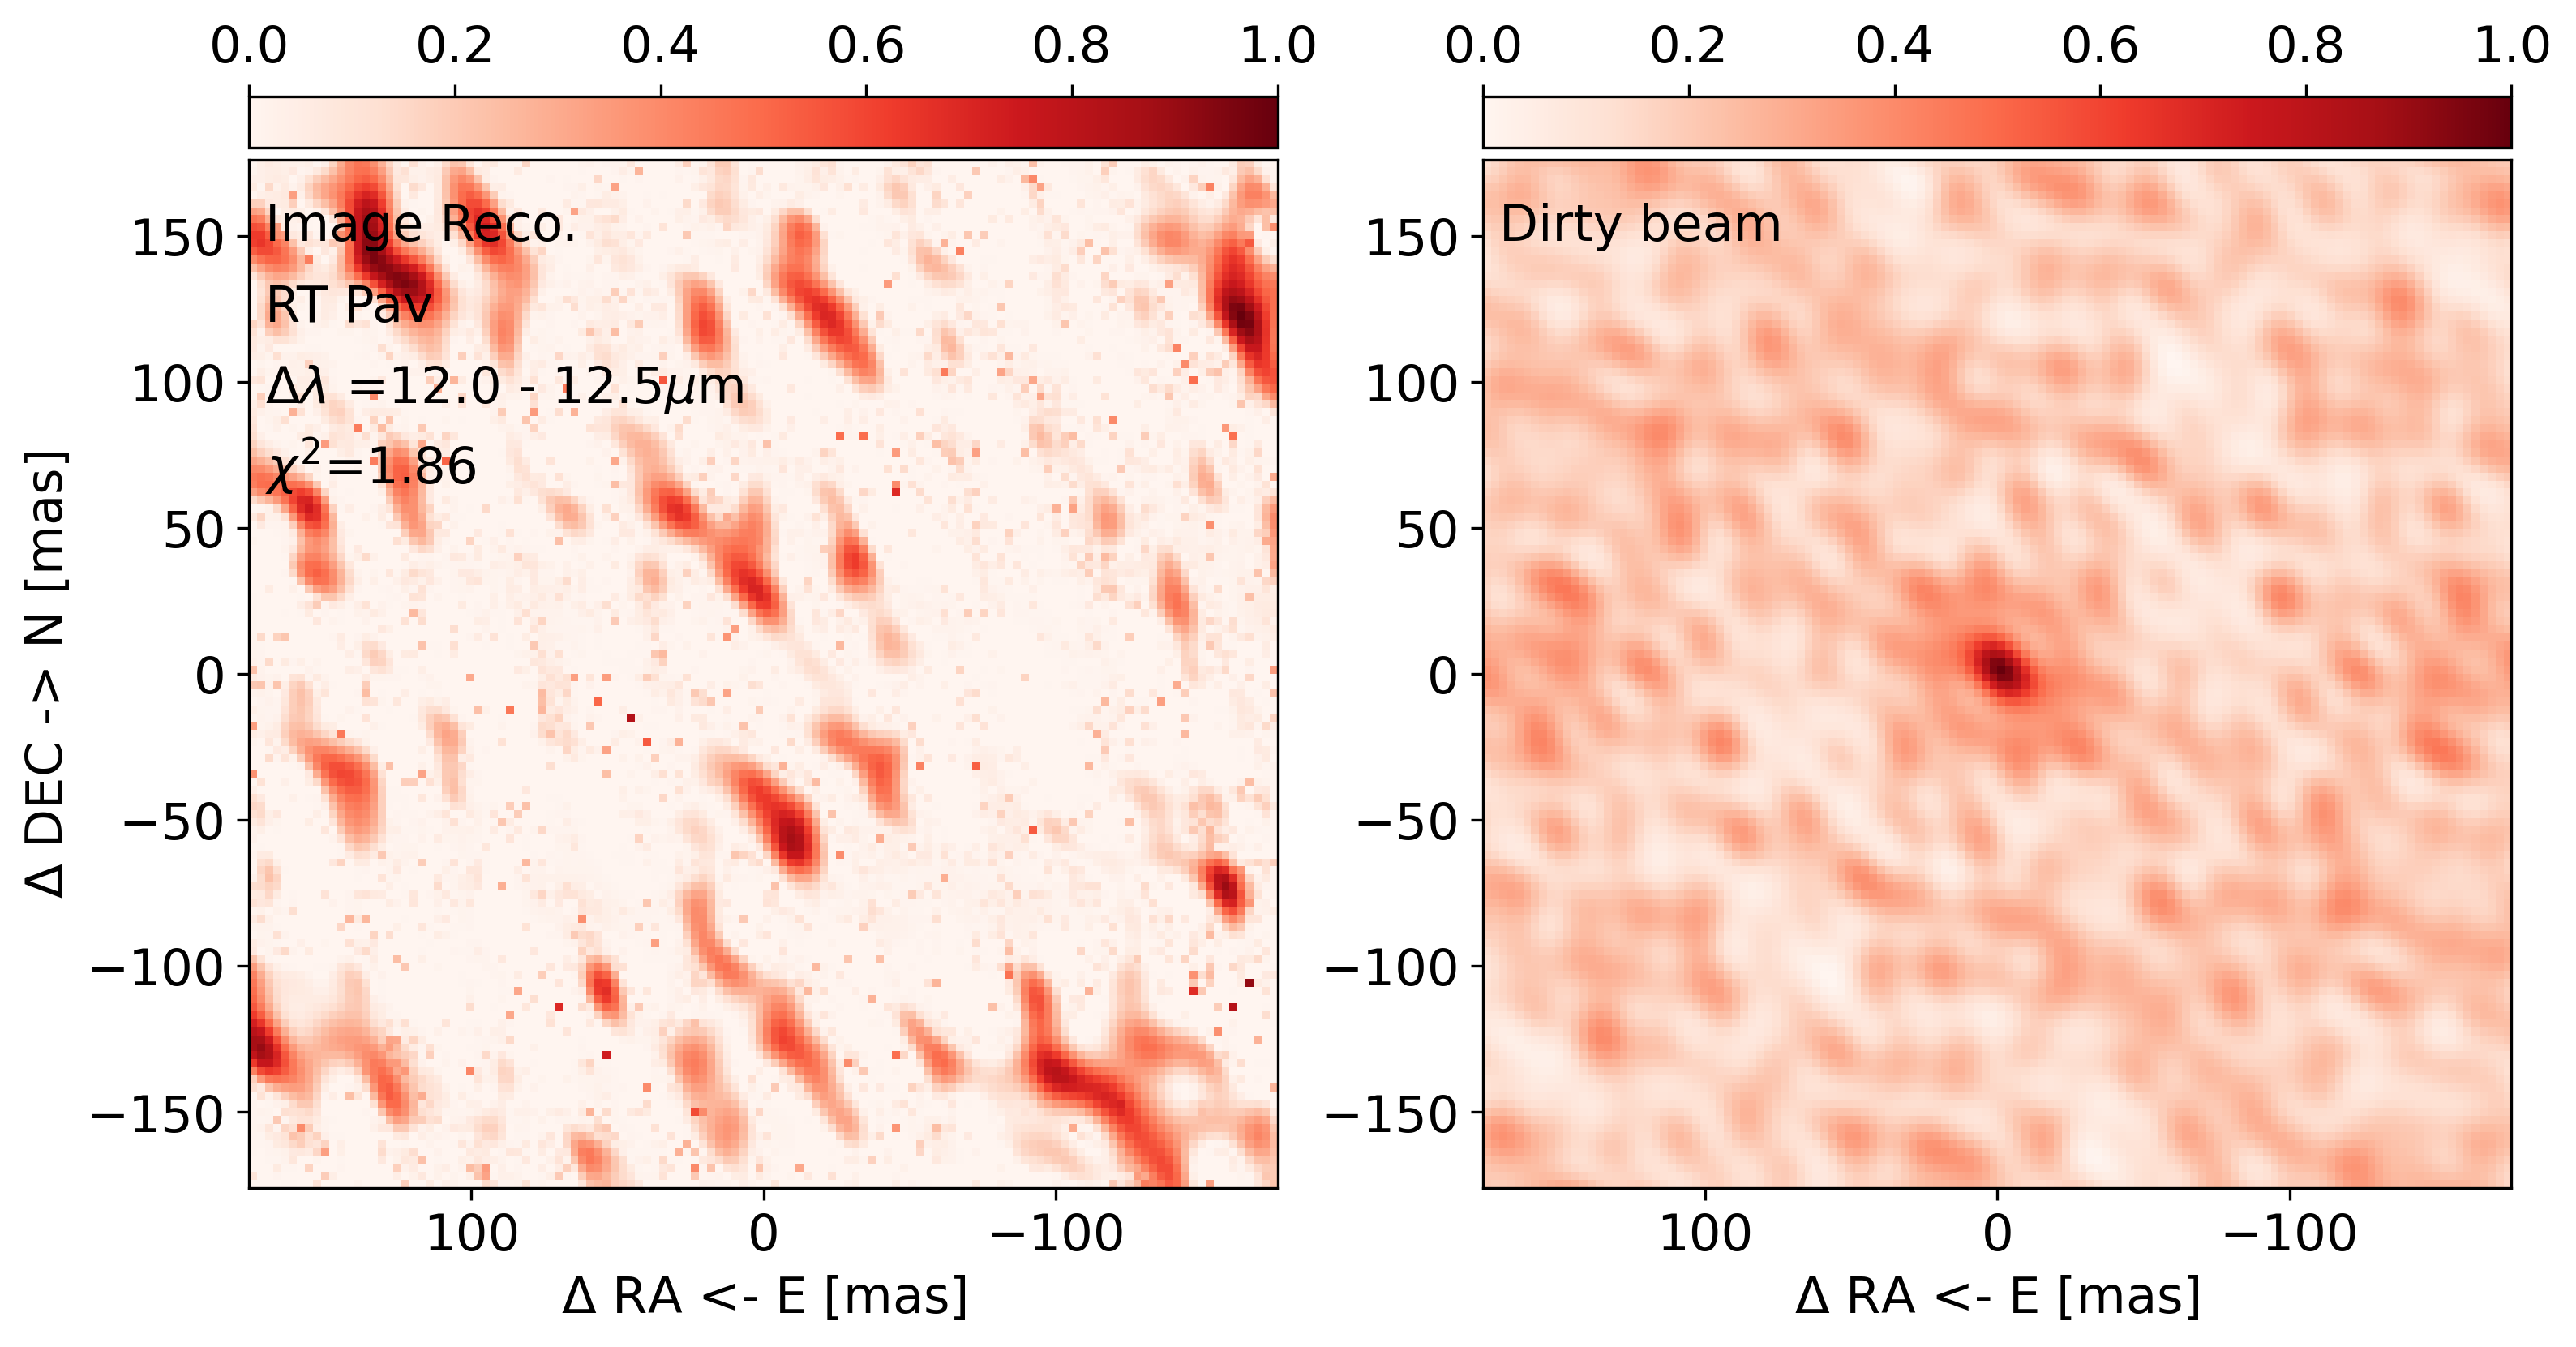 0.0 0.2 0.4 0.6 0.8 1.0
0.0 0.2 0.4 0.6 0.8 1.0
Image Reco.
RT Pav
Δλ =12.0 - 12.5μm
χ²=1.86
150
100
50
0
−50
−100
−150
Δ DEC -> N [mas]
100 0 −100
Δ RA <- E [mas]
Dirty beam
150
100
50
0
−50
−100
−150
100 0 −100
Δ RA <- E [mas]